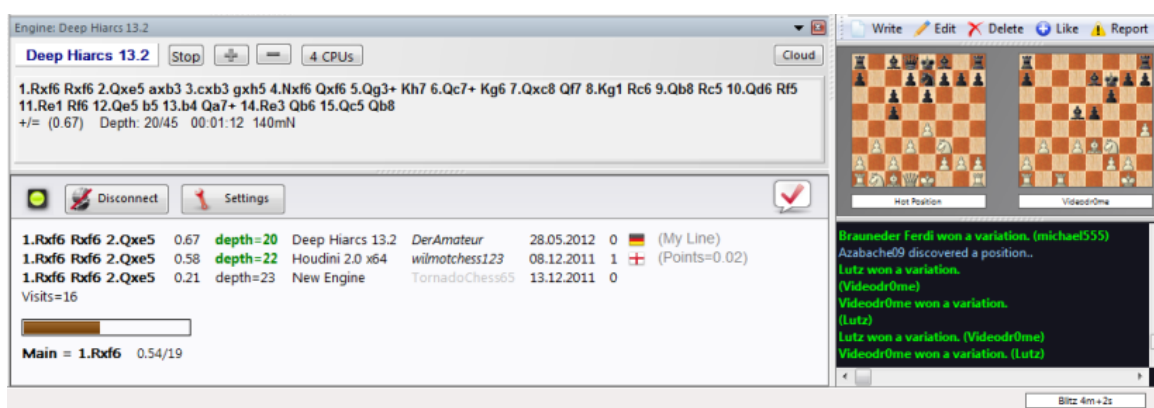 Engine: Deep Hiarcs 13.2
Deep Hiarcs 13.2 Stop 4 CPUs Cloud
1.Rxf6 Rxf6 2.Qxe5 axb3 3.cxb3 gxh5 4.Nxf6 Qxf6 5.Qg3+ Kh7 6.Qc7+ Kg6 7.Qxc8 Qf7 8.Kg1 Rc6 9.Qb8 Rc5 10.Qd6 Rf5
11.Re1 Rf6 12.Qe5 b5 13.b4 Qa7+ 14.Re3 Qb6 15.Qc5 Qb8
+/= (0.67) Depth: 20/45 00:01:12 140mN
Disconnect Settings
1.Rxf6 Rxf6 2.Qxe5 0.67 depth=20 Deep Hiarcs 13.2 DerAmateur 28.05.2012 0 (My Line)
1.Rxf6 Rxf6 2.Qxe5 0.58 depth=22 Houdini 2.0 x64 wilmotchess123 08.12.2011 1 (Points=0.02)
1.Rxf6 Rxf6 2.Qxe5 0.21 depth=23 New Engine TornadoChess65 13.12.2011 0
Visits=16
Main = 1.Rxf6 0.54/19
Write Edit Delete Like Report
Hot Position Videodr0me
Brauneder Ferdi won a variation. (michael555)
Azabache09 discovered a position..
Lutz won a variation.
(Videodr0me)
Videodr0me won a variation.
(Lutz)
Lutz won a variation. (Videodr0me)
Videodr0me won a variation. (Lutz)
Blitz 4m+2s